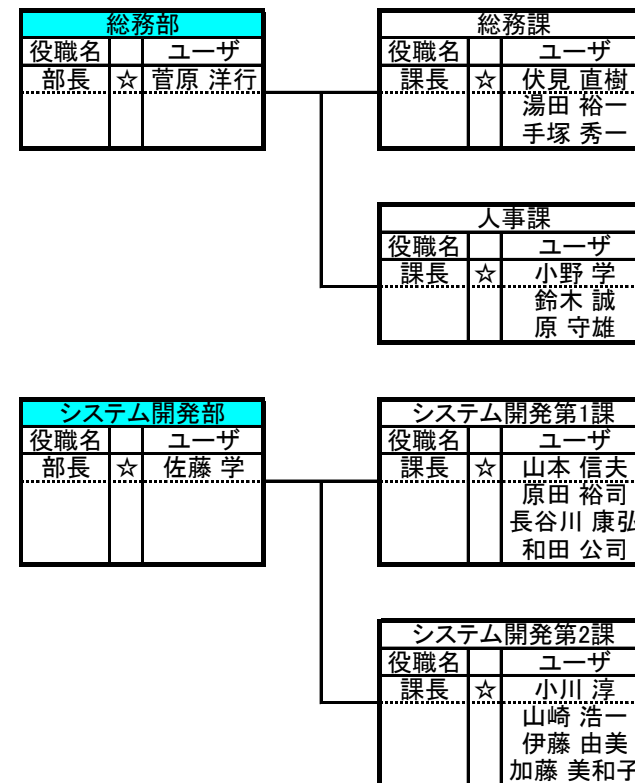 総務部
役職名 ユーザ
部長 ☆ 菅原 洋行
総務課
役職名 ユーザ
課長 ☆ 伏見 直樹
湯田 裕一
手塚 秀一
人事課
役職名 ユーザ
課長 ☆ 小野 学
鈴木 誠
原 守雄
システム開発部
役職名 ユーザ
部長 ☆ 佐藤 学
システム開発第1課
役職名 ユーザ
課長 ☆ 山本 信夫
原田 裕司
長谷川 康弘
和田 公司
システム開発第2課
役職名 ユーザ
課長 ☆ 小川 淳
山崎 浩一
伊藤 由美
加藤 美和子